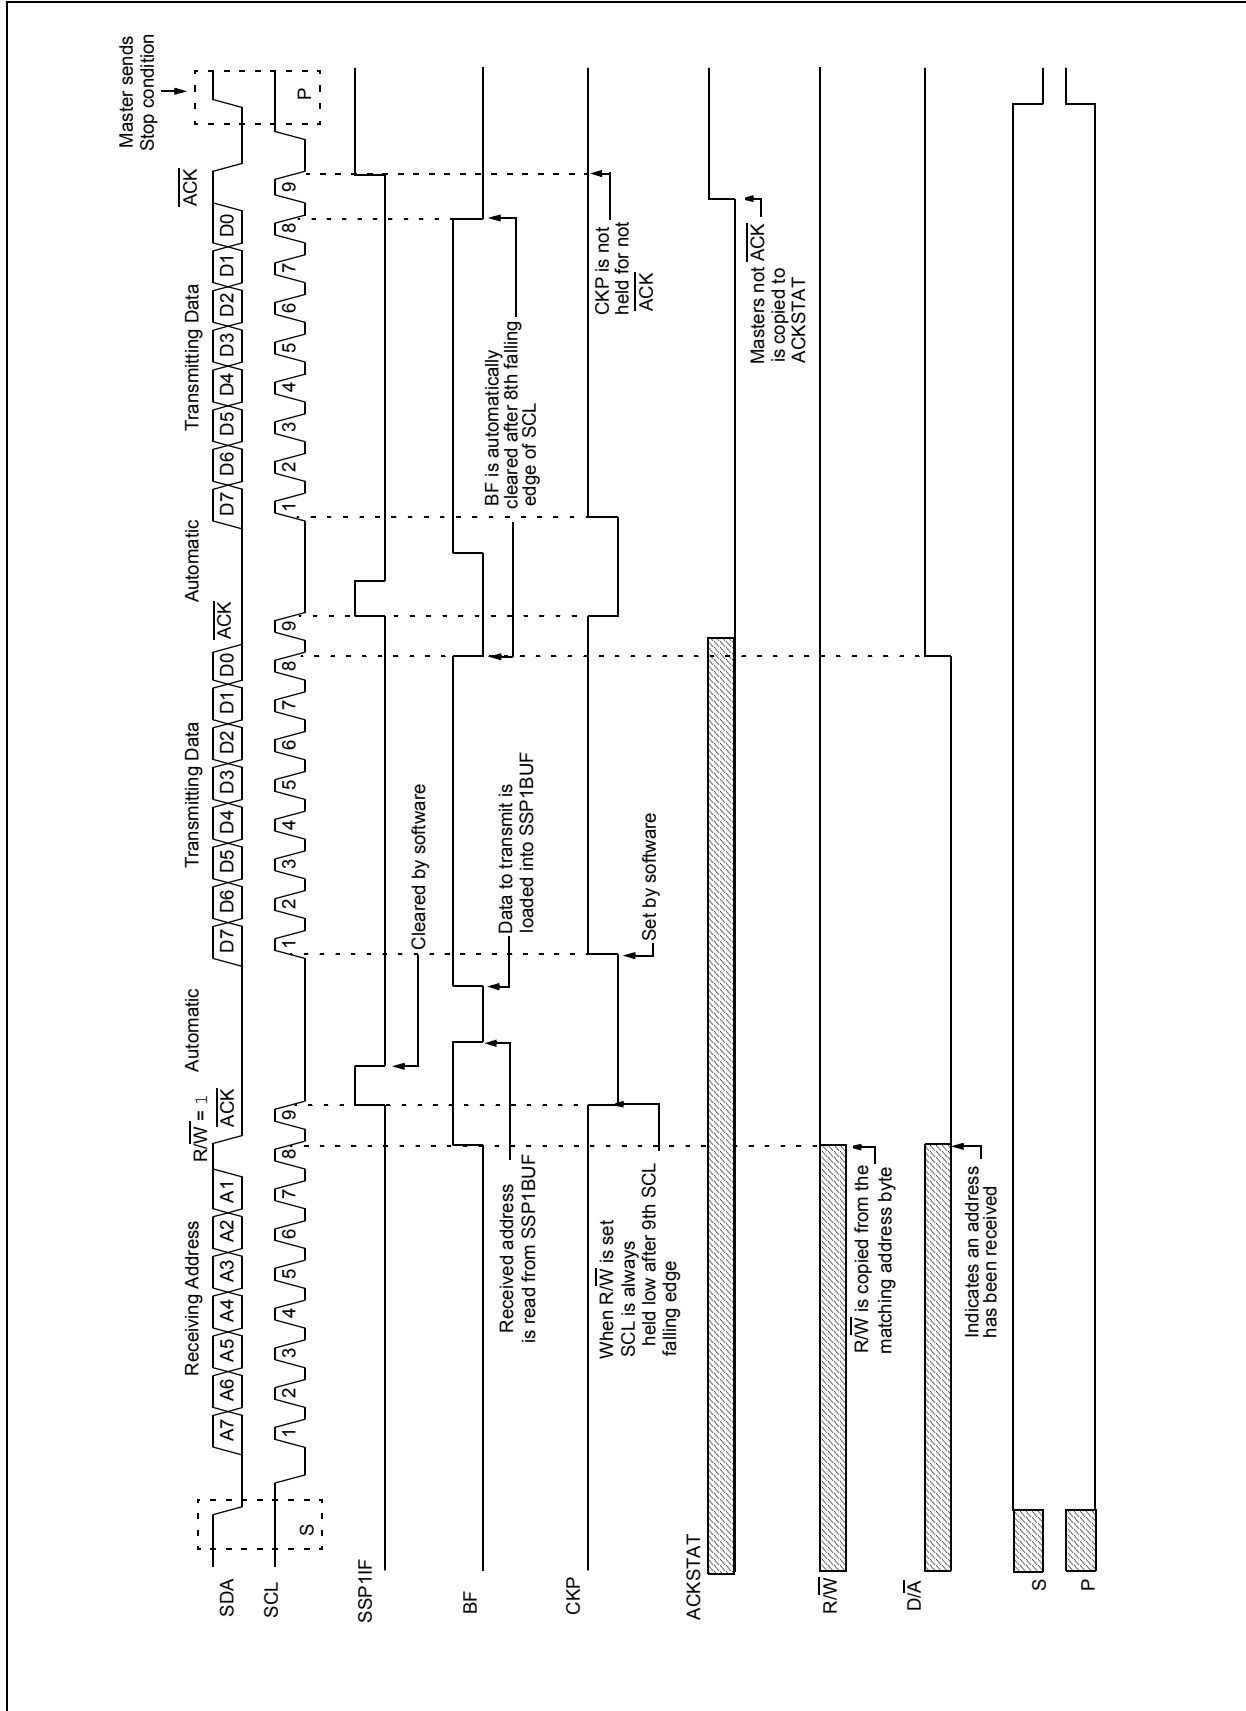 Master sends
Stop condition
Receiving Address
R/W = 1
Automatic
Transmitting Data
Automatic
Transmitting Data
ACK
ACK
ACK
SDA
A7
A6
A5
A4
A3
A2
A1
D7
D6
D5
D4
D3
D2
D1
D0
D7
D6
D5
D4
D3
D2
D1
D0
SCL
S
1
2
3
4
5
6
7
8
9
1
2
3
4
5
6
7
8
9
1
2
3
4
5
6
7
8
9
P
SSP1IF
Cleared by software
BF
Received address
is read from SSP1BUF
Data to transmit is
loaded into SSP1BUF
BF is automatically
cleared after 8th falling
edge of SCL
CKP
When R/W is set
SCL is always
held low after 9th SCL
falling edge
Set by software
CKP is not
held for not
ACK
ACKSTAT
Masters not ACK
is copied to
ACKSTAT
R/W
R/W is copied from the
matching address byte
D/A
Indicates an address
has been received
S
P